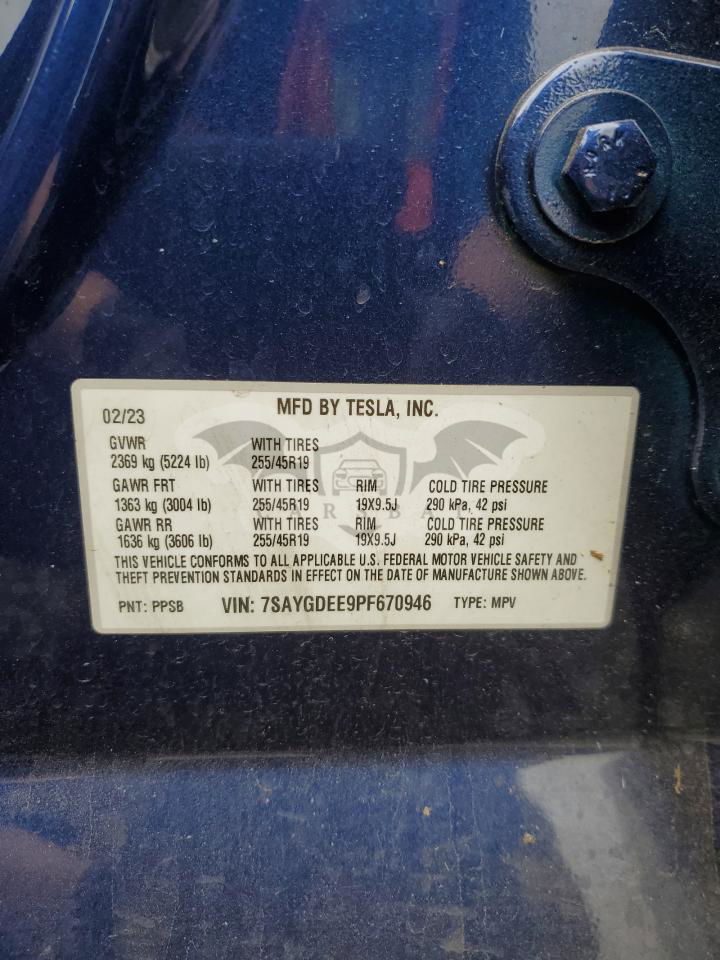 02/23 MFD BY TESLA, INC.
GVWR WITH TIRES
2369 kg (5224 lb) 255/45R19
GAWR FRT WITH TIRES RIM COLD TIRE PRESSURE
1363 kg (3004 lb) 255/45R19 19X9.5J 290 kPa, 42 psi
GAWR RR WITH TIRES RIM COLD TIRE PRESSURE
1636 kg (3606 lb) 255/45R19 19X9.5J 290 kPa, 42 psi
THIS VEHICLE CONFORMS TO ALL APPLICABLE U.S. FEDERAL MOTOR VEHICLE SAFETY AND
THEFT PREVENTION STANDARDS IN EFFECT ON THE DATE OF MANUFACTURE SHOWN ABOVE.
PNT: PPSB VIN: 7SAYGDEE9PF670946 TYPE: MPV